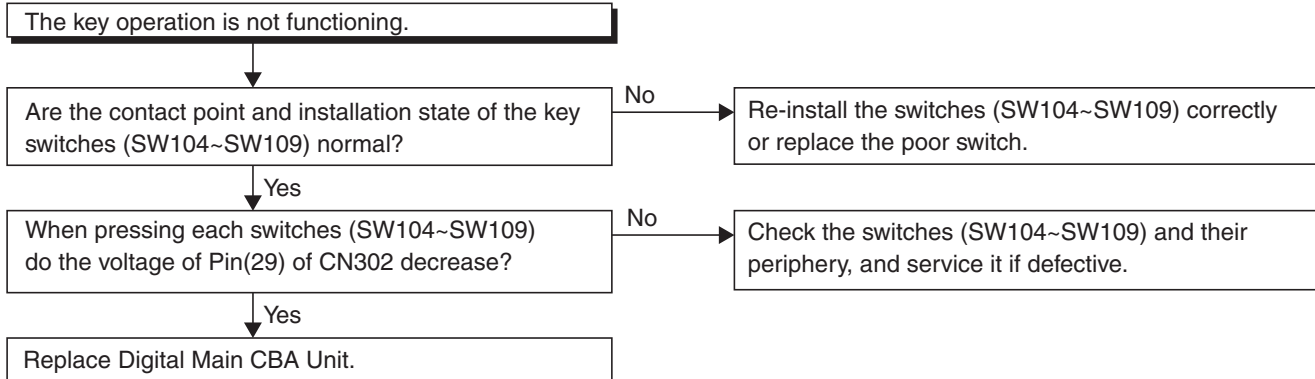 The key operation is not functioning.
Are the contact point and installation state of the key
switches (SW104~SW109) normal?
No
Re-install the switches (SW104~SW109) correctly
or replace the poor switch.
Yes
When pressing each switches (SW104~SW109)
do the voltage of Pin(29) of CN302 decrease?
No
Check the switches (SW104~SW109) and their
periphery, and service it if defective.
Yes
Replace Digital Main CBA Unit.